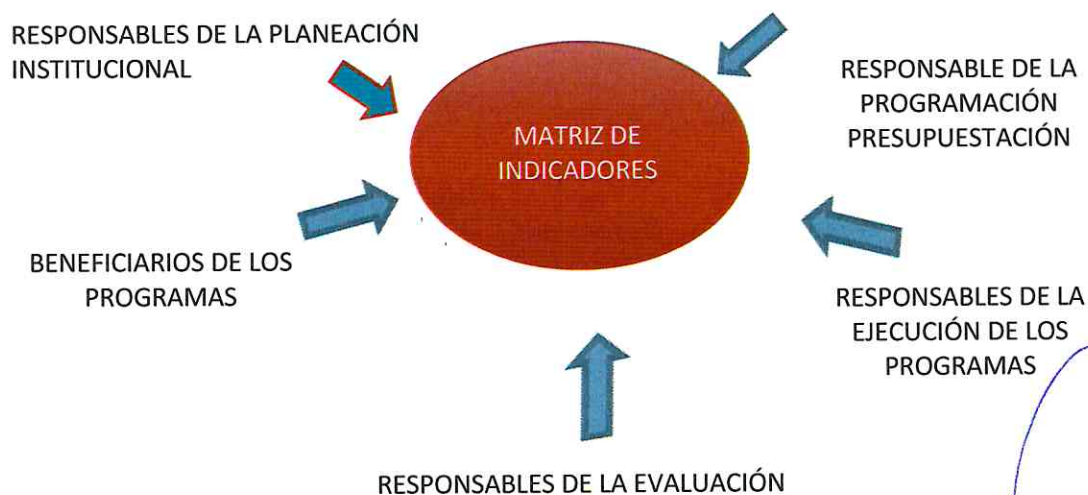 RESPONSABLES DE LA PLANEACIÓN
INSTITUCIONAL
MATRIZ DE
INDICADORES
RESPONSABLE DE LA
PROGRAMACIÓN
PRESUPUESTACIÓN
BENEFICIARIOS DE LOS
PROGRAMAS
RESPONSABLES DE LA
EJECUCIÓN DE LOS
PROGRAMAS
RESPONSABLES DE LA EVALUACIÓN